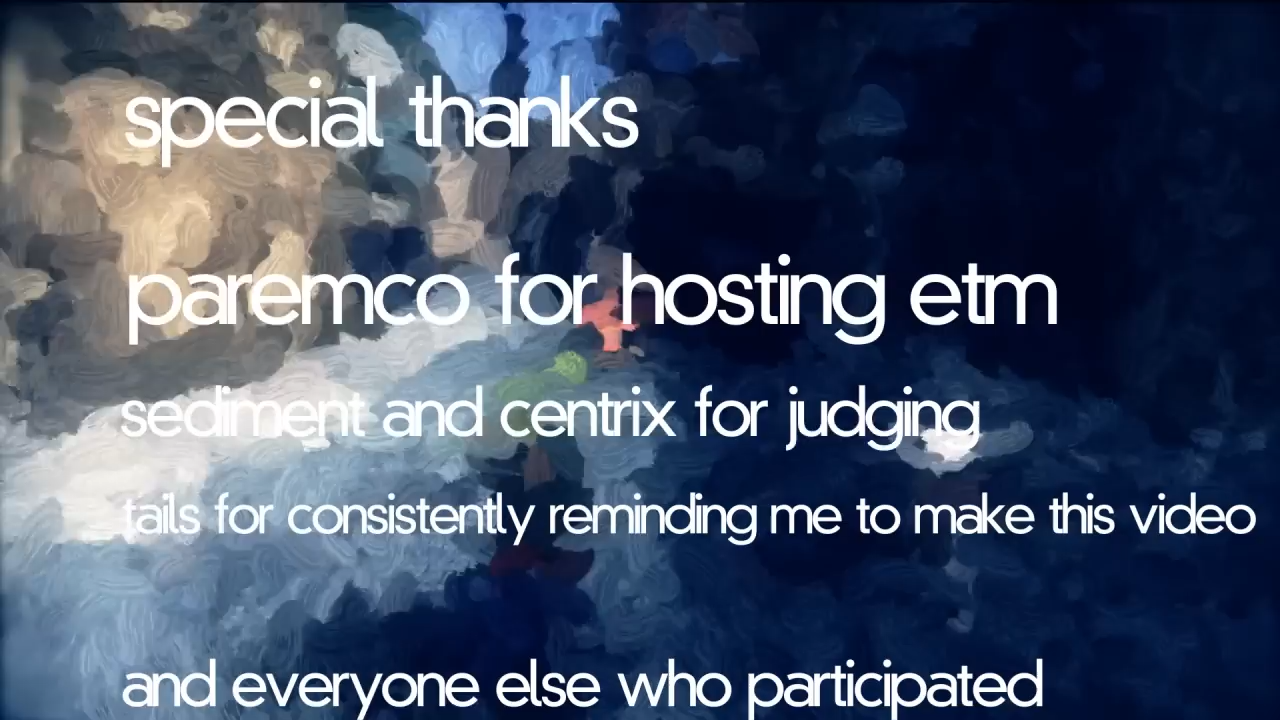 special thanks
paremco for hosting etm
sediment and centrix for judging
tails for consistently reminding me to make this video
and everyone else who participated